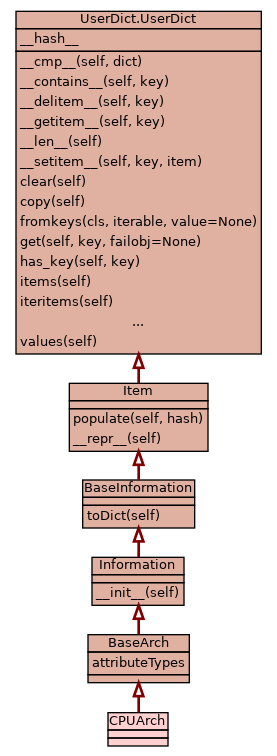 UserDict.UserDict
__hash__
__cmp__(self, dict)
__contains__(self, key)
__delitem__(self, key)
__getitem__(self, key)
__len__(self)
__setitem__(self, key, item)
clear(self)
copy(self)
fromkeys(cls, iterable, value=None)
get(self, key, failobj=None)
has_key(self, key)
items(self)
iteritems(self)
...
values(self)
Item
populate(self, hash)
__repr__(self)
BaseInformation
toDict(self)
Information
__init__(self)
BaseArch
attributeTypes
CPUArch